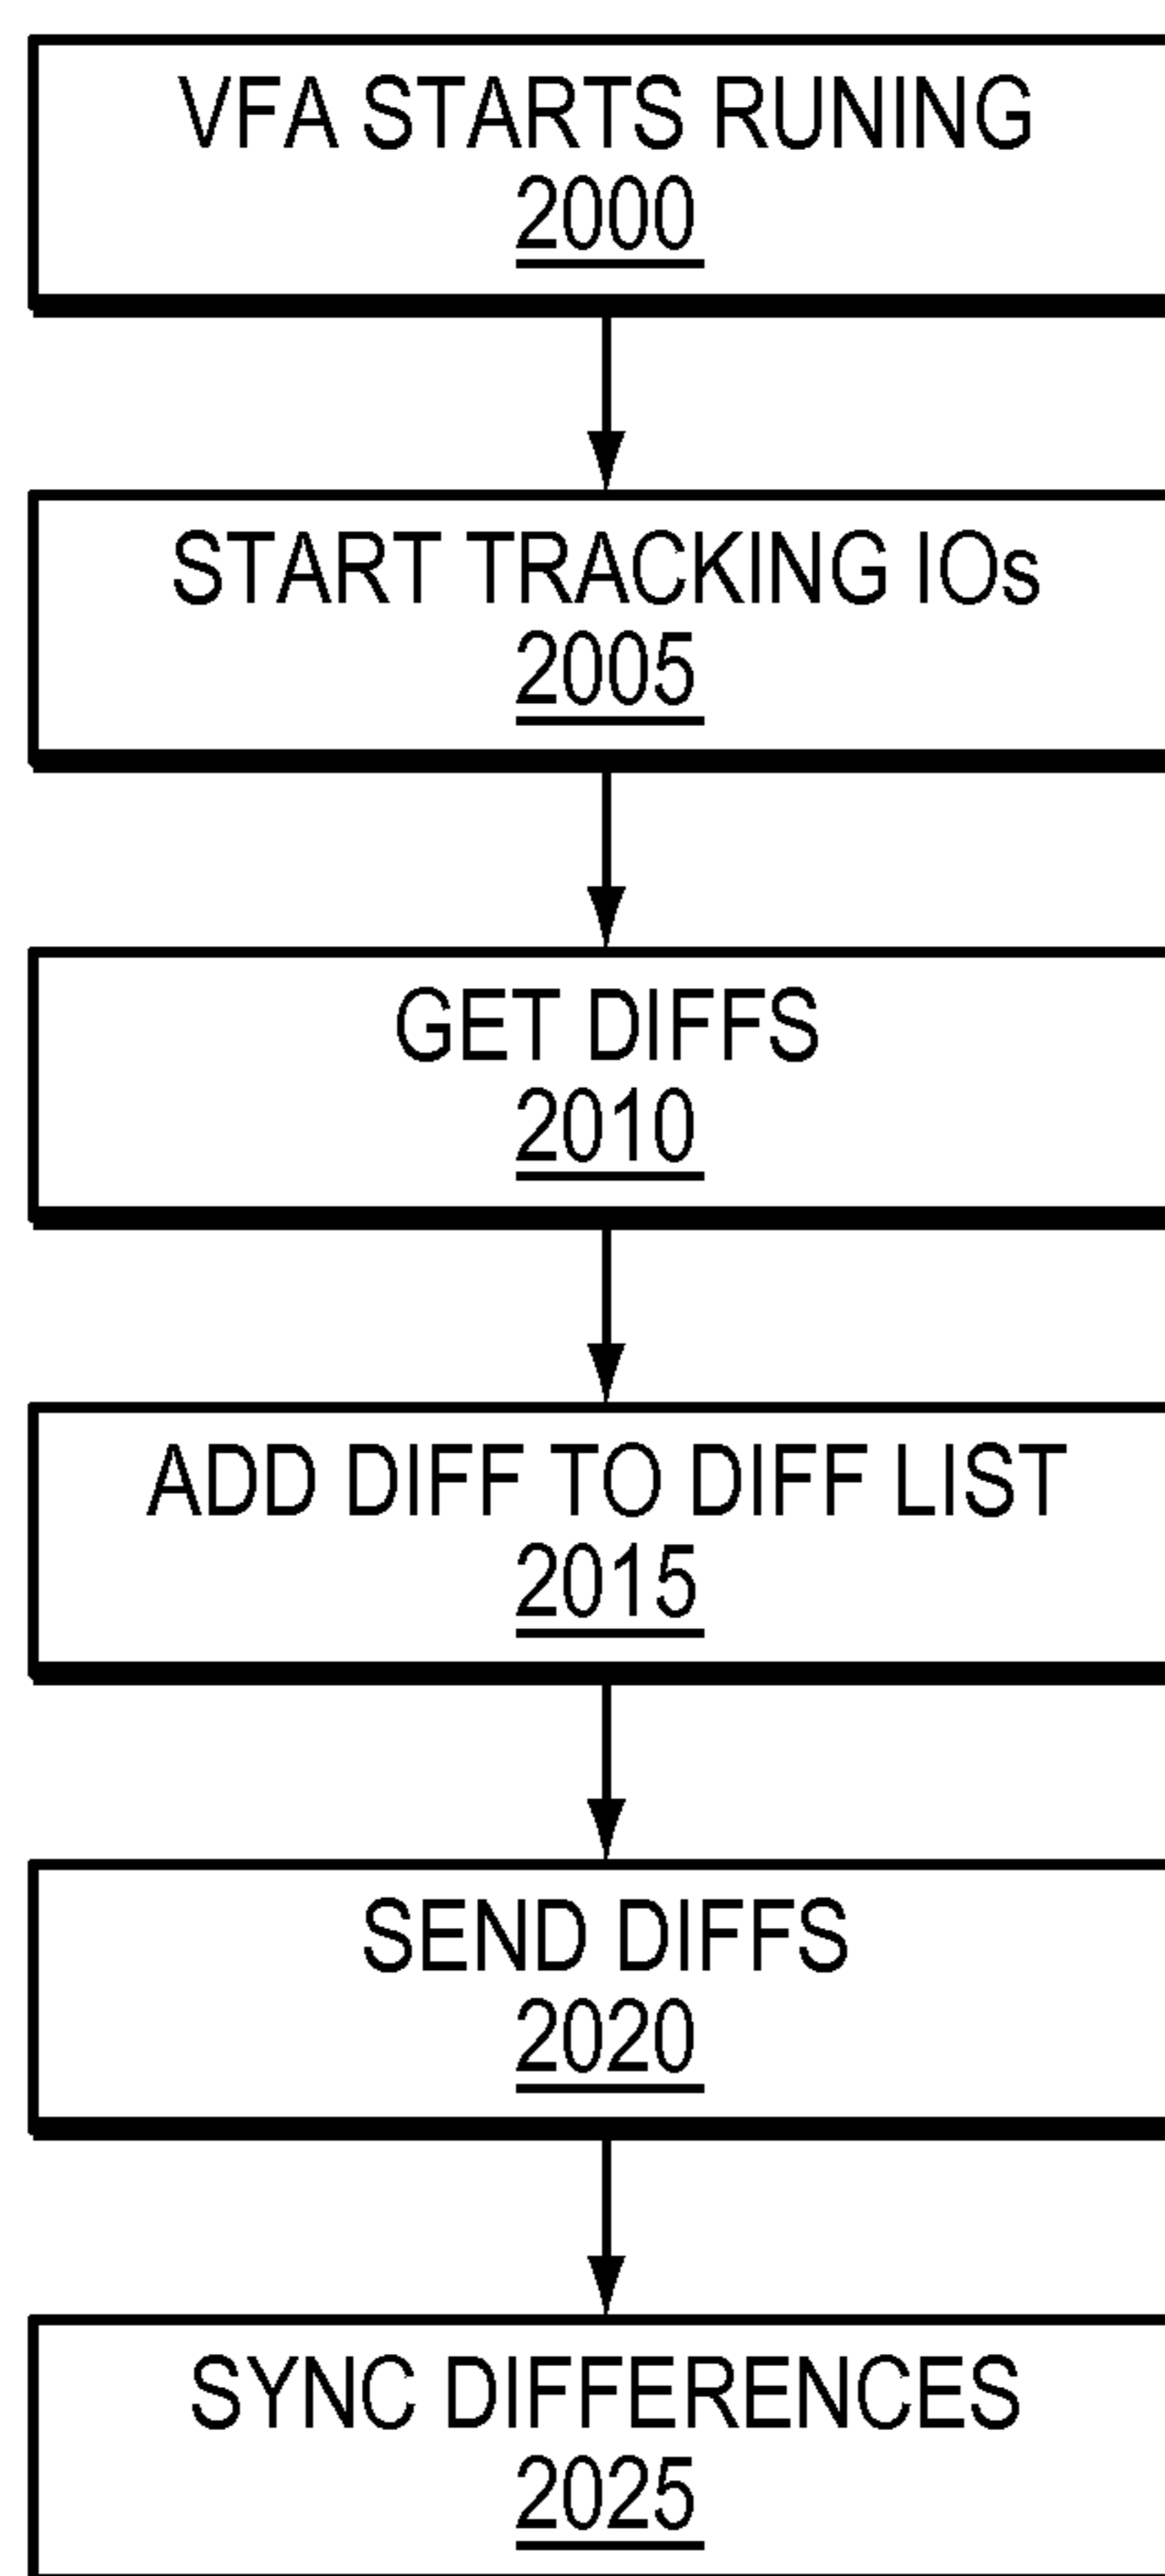 VFA STARTS RUNING
2000
START TRACKING IOs
2005
GET DIFFS
2010
ADD DIFF TO DIFF LIST
2015
SEND DIFFS
2020
SYNC DIFFERENCES
2025